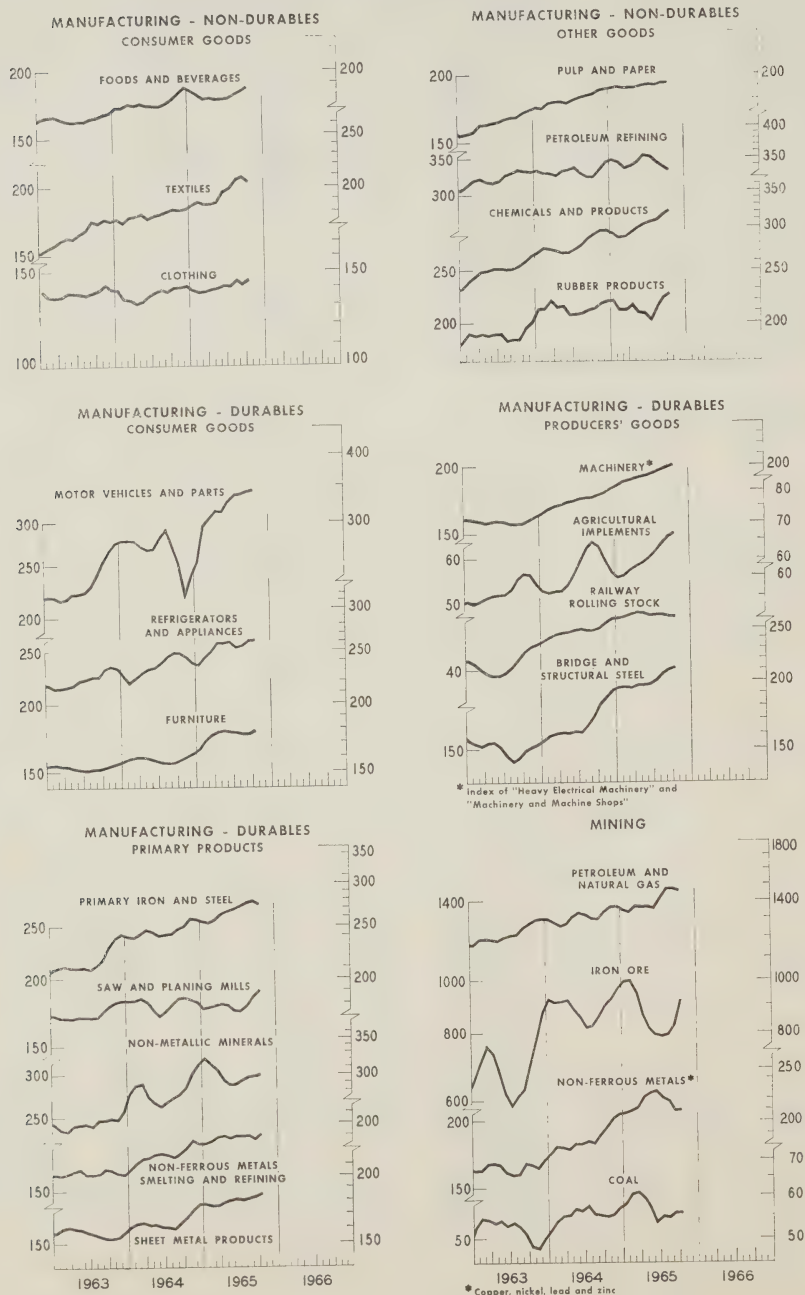 MANUFACTURING - NON-DURABLES
CONSUMER GOODS
200
200
FOODS AND BEVERAGES
150
250
200
200
TEXTILES
150
150
CLOTHING
150
100
100
MANUFACTURING - NON-DURABLES
OTHER GOODS
PULP AND PAPER
200
200
150
400
PETROLEUM REFINING
350
350
300
350
CHEMICALS AND PRODUCTS
300
250
250
RUBBER PRODUCTS
200
200
MANUFACTURING - DURABLES
CONSUMER GOODS
400
MOTOR VEHICLES AND PARTS
300
300
250
200
300
REFRIGERATORS
AND APPLIANCES
250
250
200
200
FURNITURE
150
150
MANUFACTURING - DURABLES
PRODUCERS' GOODS
MACHINERY*
200
200
80
150
70
AGRICULTURAL
IMPLEMENTS
60
60
60
50
RAILWAY
ROLLING STOCK
250
40
BRIDGE AND
STRUCTURAL STEEL
200
150
150
* Index of "Heavy Electrical Machinery" and
"Machinery and Machine Shops"
MANUFACTURING - DURABLES
PRIMARY PRODUCTS
350
300
PRIMARY IRON AND STEEL
250
250
200
200
SAW AND PLANING MILLS
150
350
NON-METALLIC MINERALS
300
300
250
200
NON-FERROUS METALS
SMELTING AND REFINING
150
200
150
SHEET METAL PRODUCTS
150
1963 1964 1965 1966
MINING
1800
PETROLEUM AND
NATURAL GAS
1400
1400
IRON ORE
1000
1000
800
800
600
250
NON-FERROUS METALS*
200
200
70
150
COAL
60
50
50
1963 1964 1965 1966
* Copper, nickel, lead and zinc